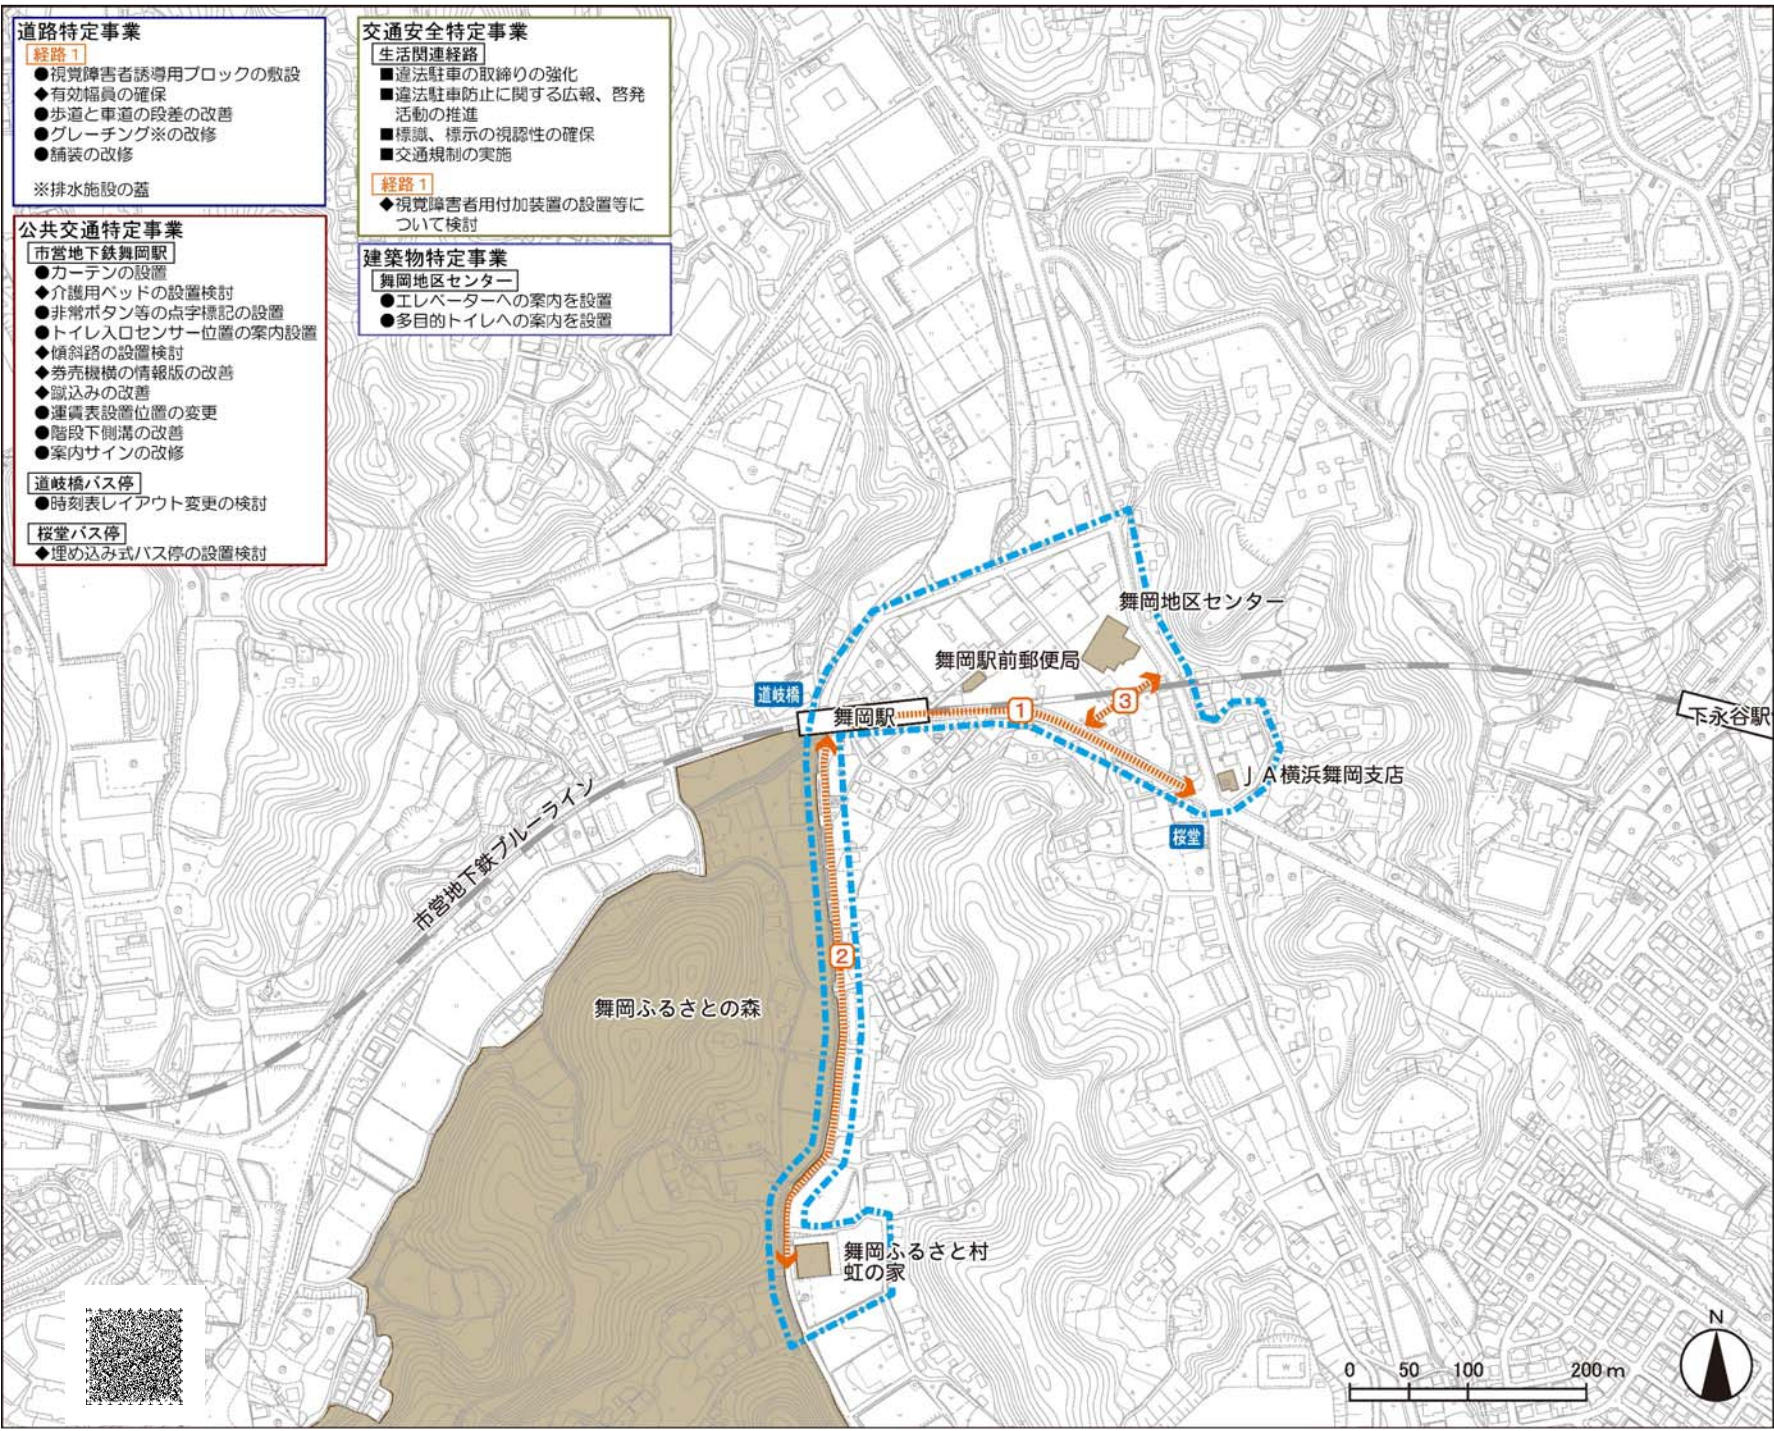 道路特定事業
経路1
●視覚障害者誘導用ブロックの敷設
◆有効幅員の確保
●歩道と車道の段差の改善
●グレーチング※の改修
●舗装の改修
※排水施設の蓋
公共交通特定事業
市営地下鉄舞岡駅
●カーテンの設置
◆介護用ベッドの設置検討
●非常ボタン等の点字標記の設置
●トイレ入口センサー位置の案内設置
◆傾斜路の設置検討
◆券売機横の情報版の改善
◆蹴込みの改善
●運賃表設置位置の変更
●階段下側溝の改善
●案内サインの改修
道岐橋バス停
●時刻表レイアウト変更の検討
桜堂バス停
◆埋め込み式バス停の設置検討
交通安全特定事業
生活関連経路
■違法駐車の取締りの強化
■違法駐車防止に関する広報、啓発
活動の推進
■標識、標示の視認性の確保
■交通規制の実施
経路1
◆視覚障害者用付加装置の設置等に
ついて検討
建築物特定事業
舞岡地区センター
●エレベーターへの案内を設置
●多目的トイレへの案内を設置
舞岡地区センター
舞岡駅前郵便局
道岐橋
舞岡駅
1
3
下永谷駅
JA横浜舞岡支店
桜堂
市営地下鉄ブルーライン
2
舞岡ふるさとの森
舞岡ふるさと村
虹の家
N
0 50 100 200m